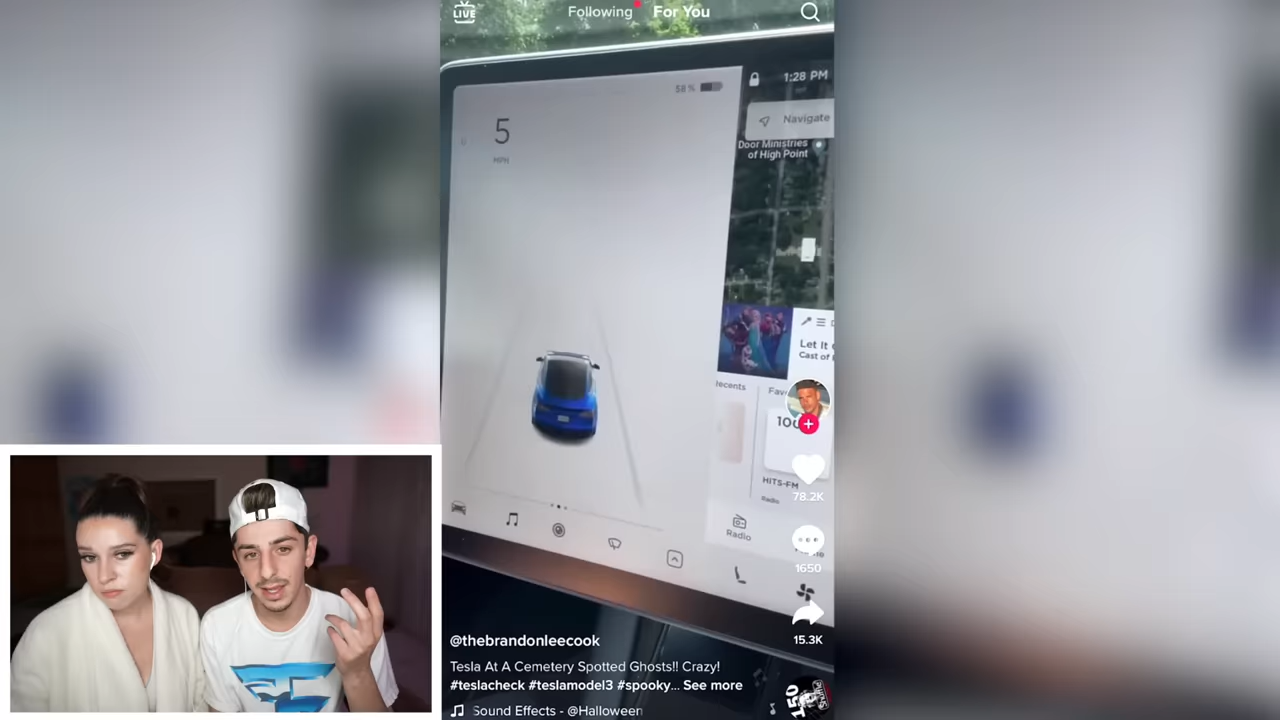 LIVE
Following
For You
58 %
1:28 PM
5
MPH
Navigate
Door Ministries
of High Point
Let It
Cast of
Recents
Fav
100
HITS-FM
Radio
Radio
78.2K
1650
15.3K
@thebrandonleecook
Tesla At A Cemetery Spotted Ghosts!! Crazy!
#teslacheck #teslamodel3 #spooky... See more
Sound Effects - @Halloween
150